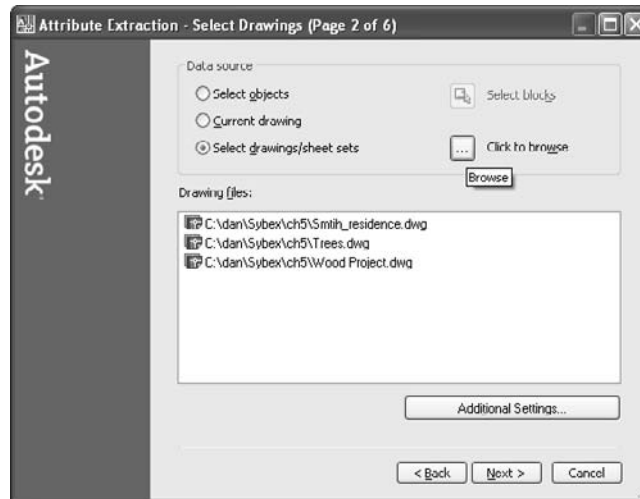 Attribute Extraction - Select Drawings (Page 2 of 6)
Autodesk
Data source
Select objects
Select blocks
Current drawing
Select drawings/sheet sets
... Click to browse
Browse
Drawing files:
C:\dan\Sybex\ch5\Smtih_residence.dwg
C:\dan\Sybex\ch5\Trees.dwg
C:\dan\Sybex\ch5\Wood Project.dwg
Additional Settings...
< Back
Next >
Cancel